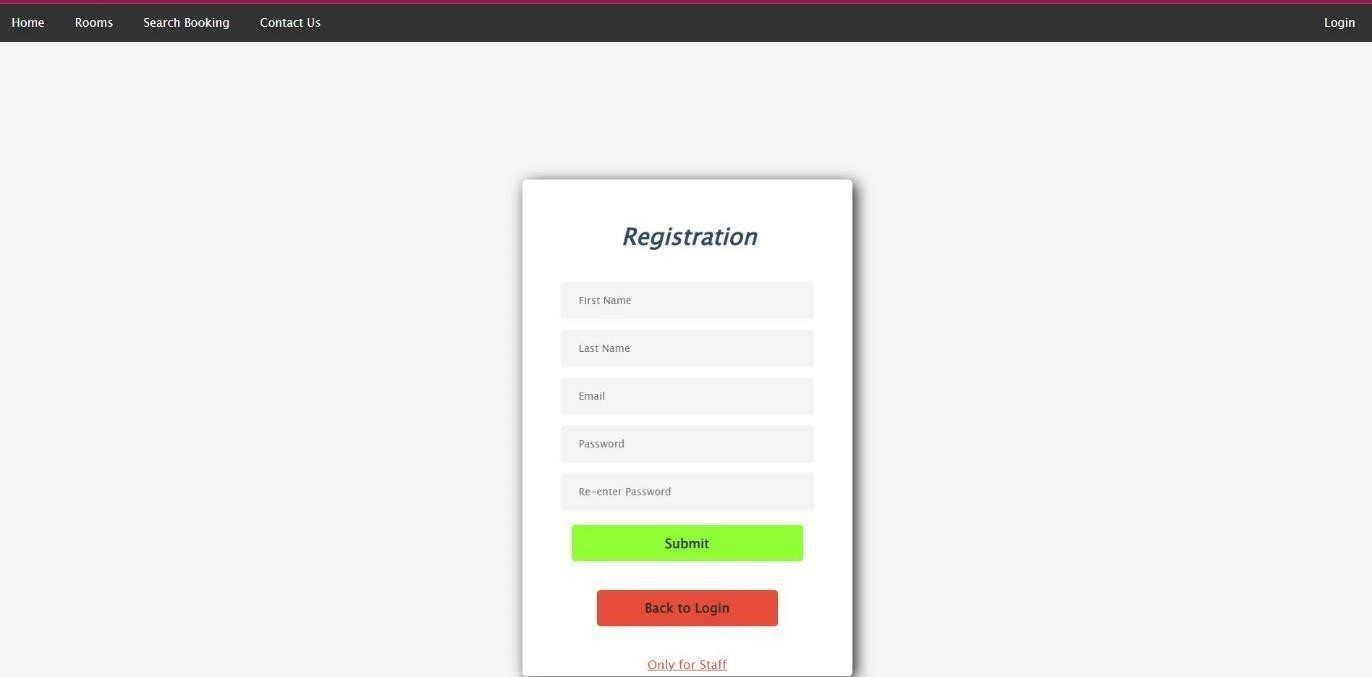 Home Rooms Search Booking Contact Us Login
Registration
First Name
Last Name
Email
Password
Re-enter Password
Submit
Back to Login
Only for Staff